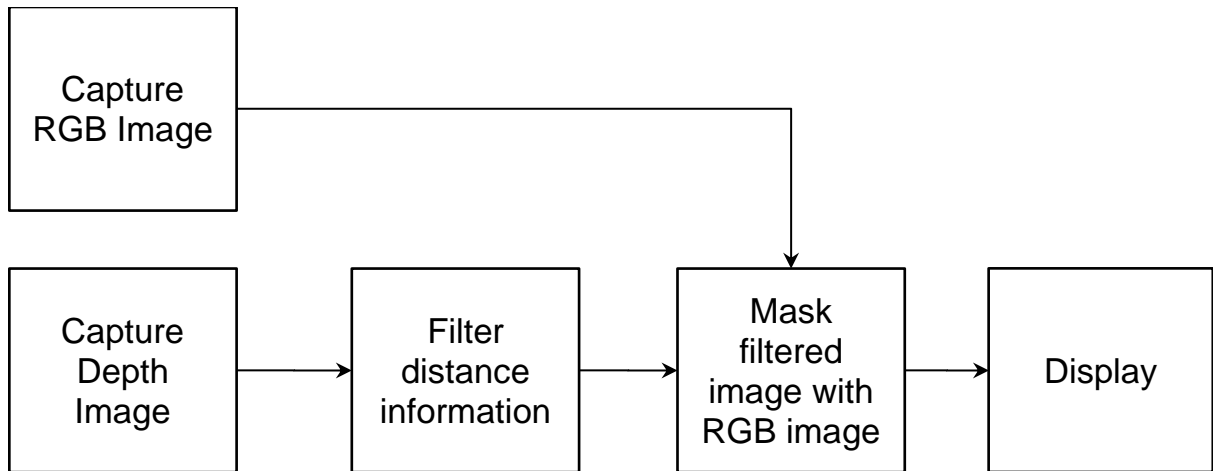 Capture
RGB Image
Capture
Depth
Image
Filter
distance
information
Mask
filtered
image with
RGB image
Display